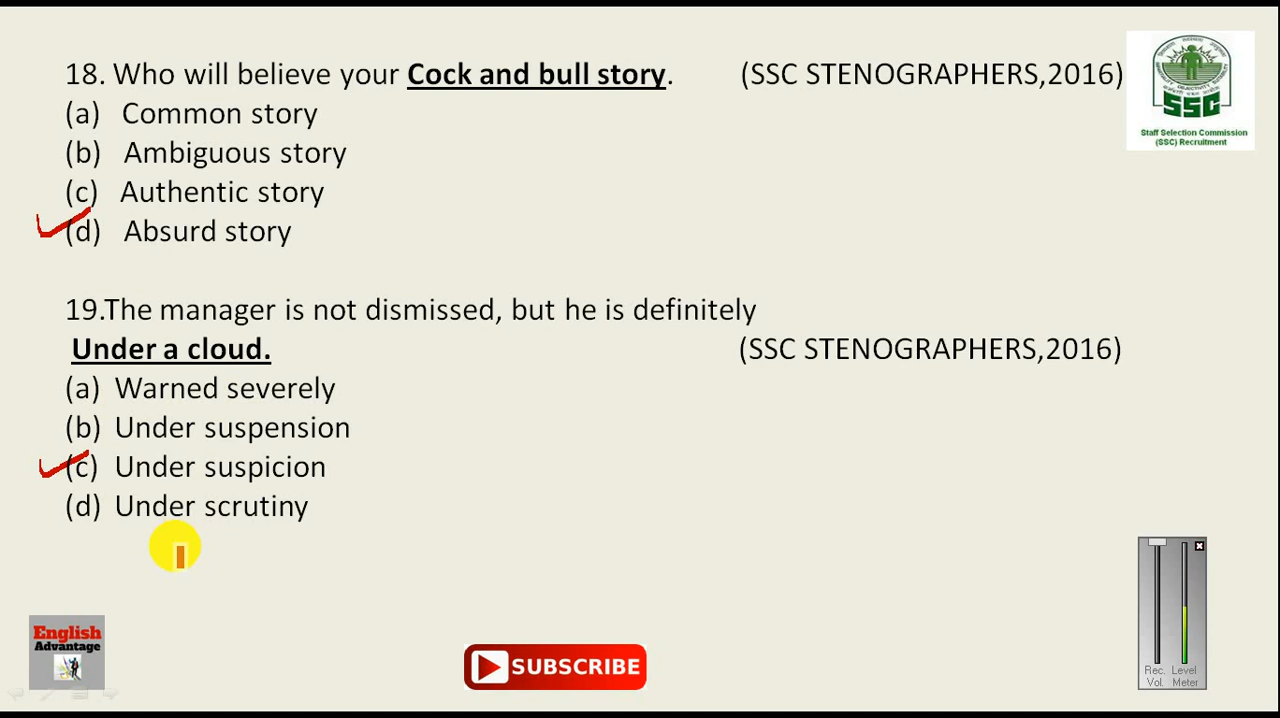 18. Who will believe your Cock and bull story. (SSC STENOGRAPHERS,2016)
(a) Common story
(b) Ambiguous story
(c) Authentic story
(d) Absurd story
SSC
Staff Selection Commission
(SSC) Recruitment
19.The manager is not dismissed, but he is definitely
Under a cloud. (SSC STENOGRAPHERS,2016)
(a) Warned severely
(b) Under suspension
(c) Under suspicion
(d) Under scrutiny
English
Advantage
SUBSCRIBE
Rec. Level
Vol. Meter